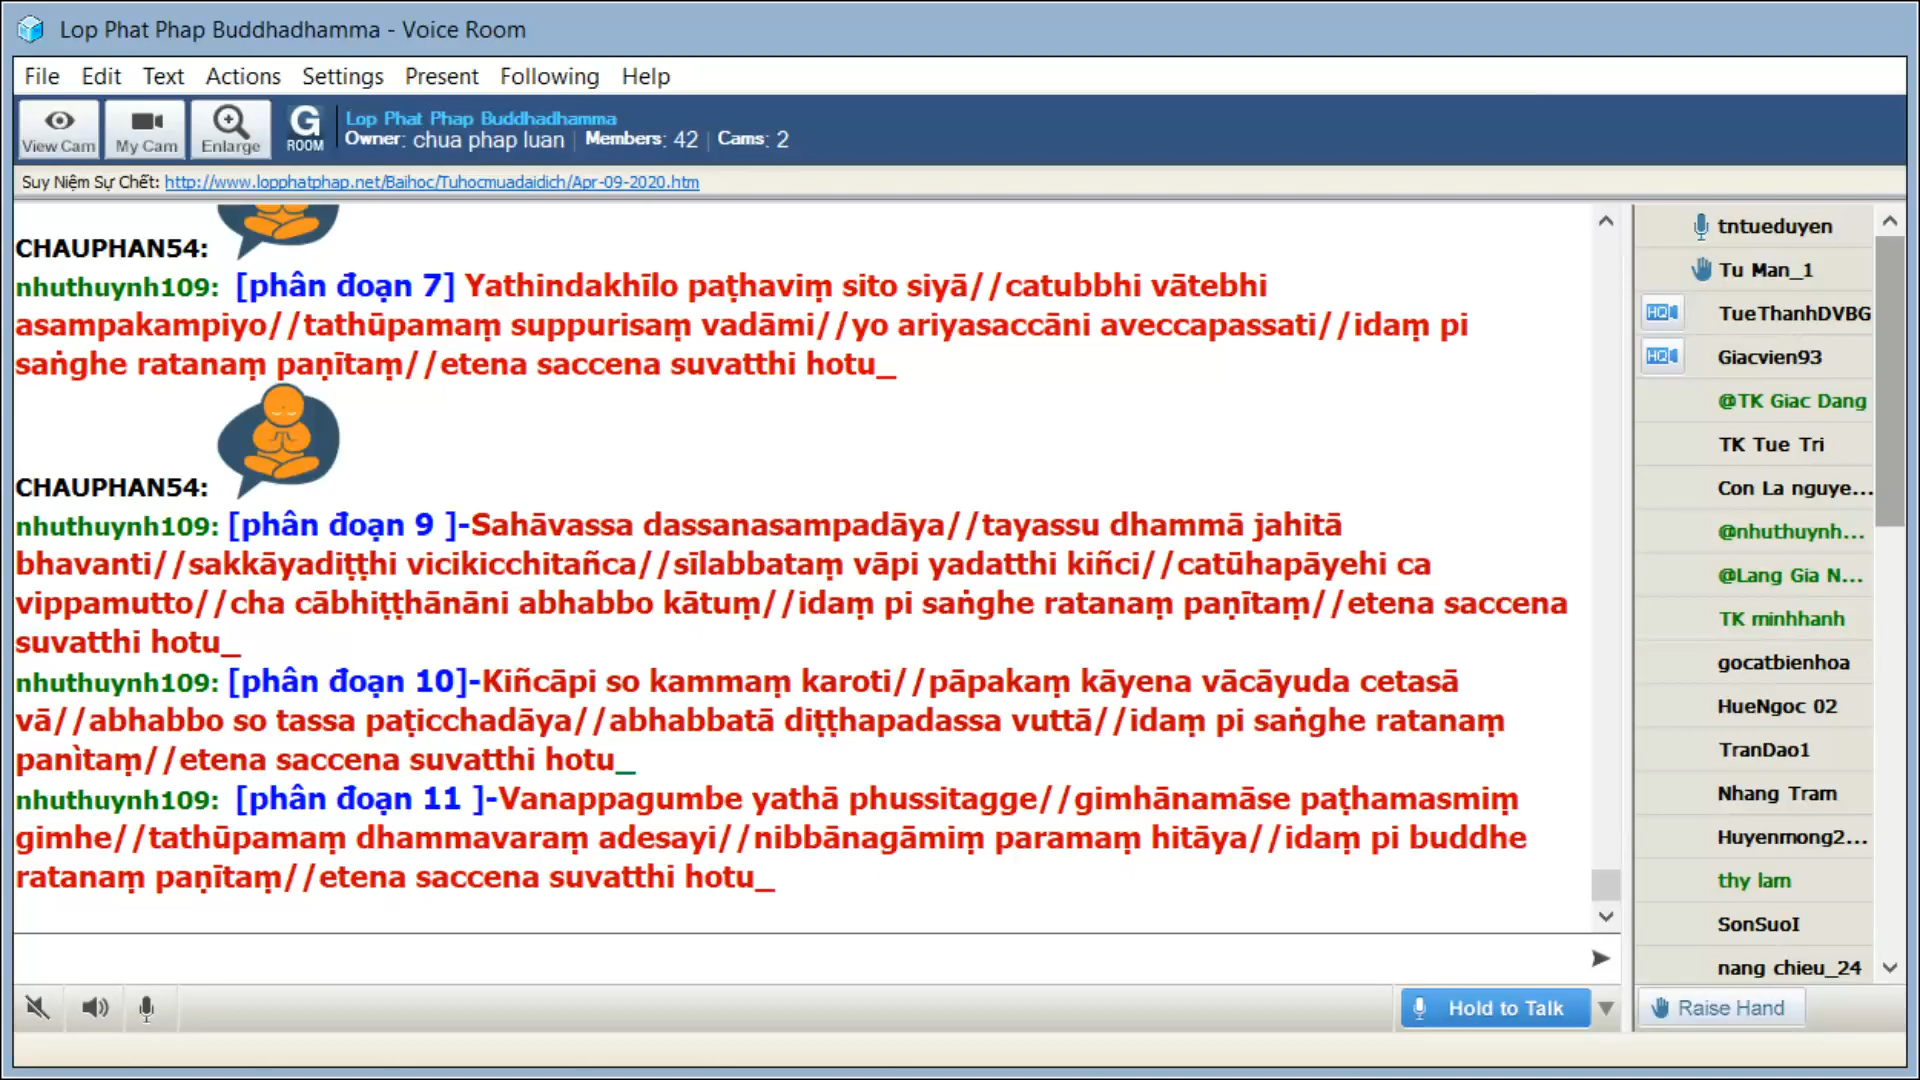 Lop Phat Phap Buddhadhamma - Voice Room
File Edit Text Actions Settings Present Following Help
View Cam My Cam Enlarge G ROOM
Lop Phat Phap Buddhadhamma
Owner: chua phap luan | Members: 42 | Cams: 2
Suy Niệm Sự Chết: http://www.lopphatphap.net/Baihoc/Tuhocmuadaidich/Apr-09-2020.htm
CHAUPHAN54:
nhuthuynh109: [phân đoạn 7] Yathindakhīlo paṭhaviṃ sito siyā//catubbhi vātebhi
asampakampiyo//tathūpamaṃ suppurisaṃ vadāmi//yo ariyasaccāni aveccapassati//idaṃ pi
saṅghe ratanaṃ paṇītaṃ//etena saccena suvatthi hotu_
CHAUPHAN54:
nhuthuynh109: [phân đoạn 9 ]-Sahāvassa dassanasampadāya//tayassu dhammā jahitā
bhavanti//sakkāyadiṭṭhi vicikicchitañca//sīlabbataṃ vāpi yadatthi kiñci//catūhapāyehi ca
vippamutto//cha cābhiṭṭhānāni abhabbo kātuṃ//idaṃ pi saṅghe ratanaṃ paṇītaṃ//etena saccena
suvatthi hotu_
nhuthuynh109: [phân đoạn 10]-Kiñcāpi so kammaṃ karoti//pāpakaṃ kāyena vācāyuda cetasā
vā//abhabbo so tassa paṭicchadāya//abhabbatā diṭṭhapadassa vuttā//idaṃ pi saṅghe ratanaṃ
panìtaṃ//etena saccena suvatthi hotu_
nhuthuynh109: [phân đoạn 11 ]-Vanappagumbe yathā phussitagge//gimhānamāse paṭhamasmiṃ
gimhe//tathūpamaṃ dhammavaraṃ adesayi//nibbānagāmiṃ paramaṃ hitāya//idaṃ pi buddhe
ratanaṃ paṇītaṃ//etena saccena suvatthi hotu_
tntueduyen
Tu Man_1
HQ TueThanhDVBG
HQ Giacvien93
@TK Giac Dang
TK Tue Tri
Con La nguye...
@nhuthuynh...
@Lang Gia N...
TK minhhanh
gocatbienhoa
HueNgoc 02
TranDao1
Nhang Tram
Huyenmong2...
thy lam
SonSuoI
nang chieu_24
Hold to Talk
Raise Hand